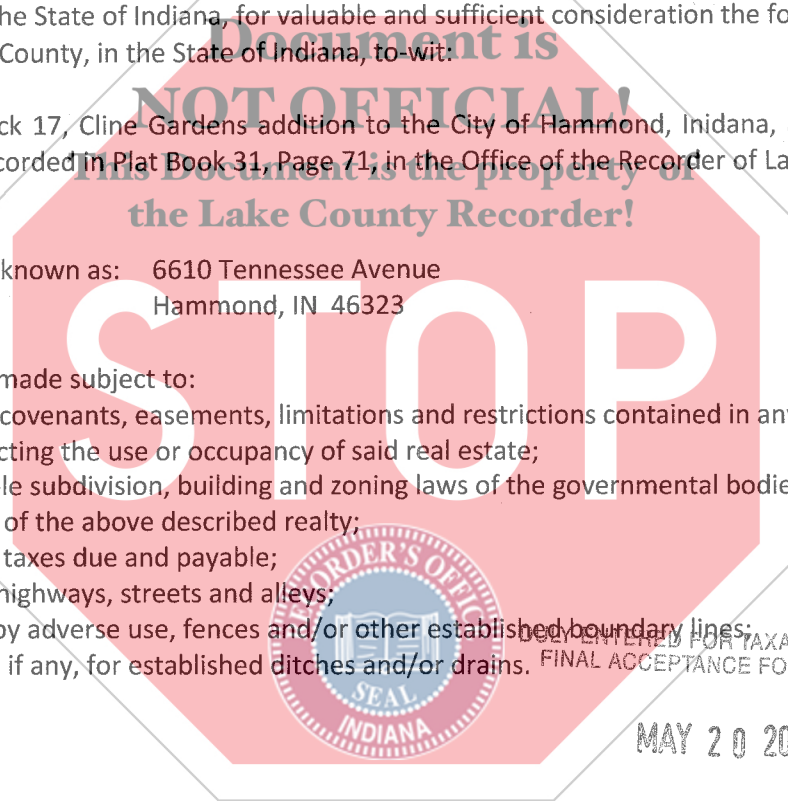 he State of Indiana, for valuable and sufficient consideration the fo
County, in the State of Indiana, to-wit:
Document is
NOT OFFICIAL!
ck 17, Cline Gardens addition to the City of Hammond, Inidana,
corded in Plat Book 31, Page 71, in the Office of the Recorder of La
This Document is the property of
the Lake County Recorder!
known as: 6610 Tennessee Avenue
Hammond, IN 46323
STOP
made subject to:
covenants, easements, limitations and restrictions contained in any
cting the use or occupancy of said real estate;
le subdivision, building and zoning laws of the governmental bodie
of the above described realty;
taxes due and payable;
highways, streets and alleys;
by adverse use, fences and/or other established boundary lines;
if any, for established ditches and/or drains.
RECORDER'S OFFICE
SEAL
INDIANA
DULY ENTERED FOR TAXA
FINAL ACCEPTANCE FO
MAY 20 20